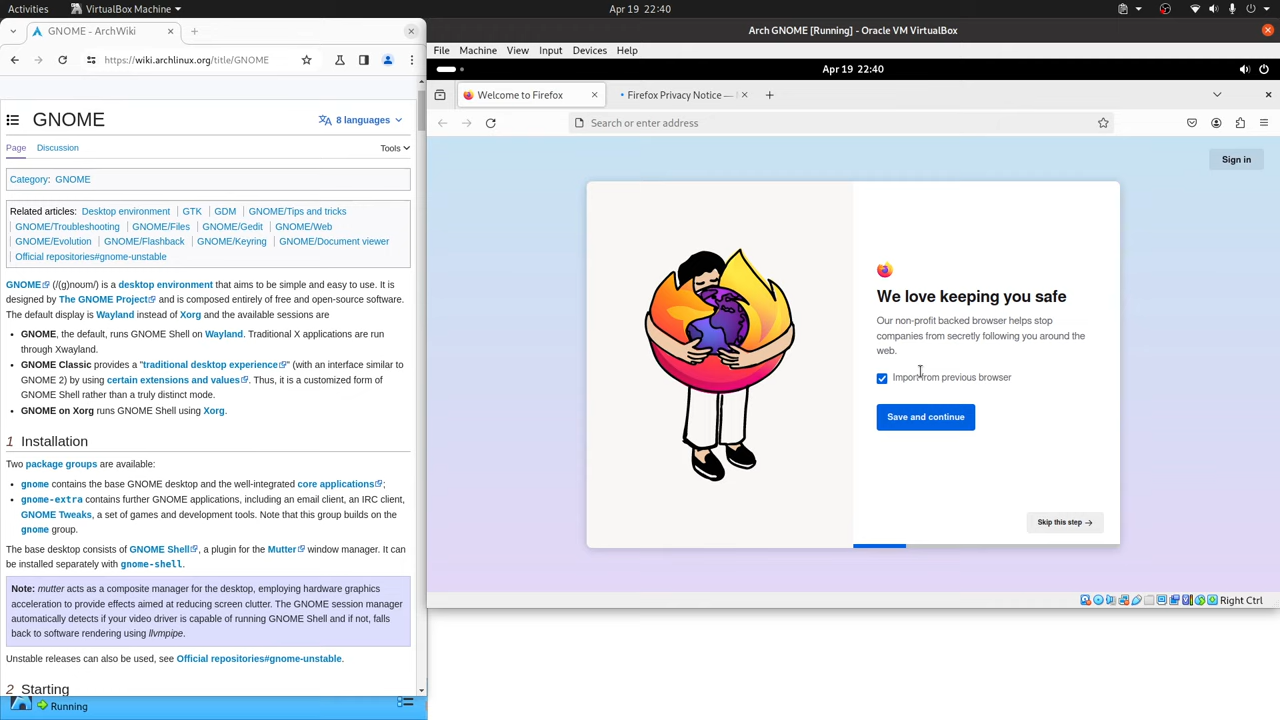 Activities
VirtualBox Machine
Apr 19 22:40
GNOME - ArchWiki
https://wiki.archlinux.org/title/GNOME
GNOME
8 languages
Page
Discussion
Tools
Category: GNOME
Related articles: Desktop environment GTK GDM GNOME/Tips and tricks
GNOME/Troubleshooting GNOME/Files GNOME/Gedit GNOME/Web
GNOME/Evolution GNOME/Flashback GNOME/Keyring GNOME/Document viewer
Official repositories#gnome-unstable
GNOME (/(g)noʊm/) is a desktop environment that aims to be simple and easy to use. It is
designed by The GNOME Project and is composed entirely of free and open-source software.
The default display is Wayland instead of Xorg and the available sessions are
GNOME, the default, runs GNOME Shell on Wayland. Traditional X applications are run
through Xwayland.
GNOME Classic provides a "traditional desktop experience" (with an interface similar to
GNOME 2) by using certain extensions and values. Thus, it is a customized form of
GNOME Shell rather than a truly distinct mode.
GNOME on Xorg runs GNOME Shell using Xorg.
1 Installation
Two package groups are available:
gnome contains the base GNOME desktop and the well-integrated core applications;
gnome-extra contains further GNOME applications, including an email client, an IRC client,
GNOME Tweaks, a set of games and development tools. Note that this group builds on the
gnome group.
The base desktop consists of GNOME Shell, a plugin for the Mutter window manager. It can
be installed separately with gnome-shell.
Note: mutter acts as a composite manager for the desktop, employing hardware graphics
acceleration to provide effects aimed at reducing screen clutter. The GNOME session manager
automatically detects if your video driver is capable of running GNOME Shell and if not, falls
back to software rendering using llvmpipe.
Unstable releases can also be used, see Official repositories#gnome-unstable.
2 Starting
Running
Arch GNOME [Running] - Oracle VM VirtualBox
File Machine View Input Devices Help
Apr 19 22:40
Welcome to Firefox
Firefox Privacy Notice —
Search or enter address
Sign in
We love keeping you safe
Our non-profit backed browser helps stop
companies from secretly following you around the
web.
Import from previous browser
Save and continue
Skip this step
Right Ctrl